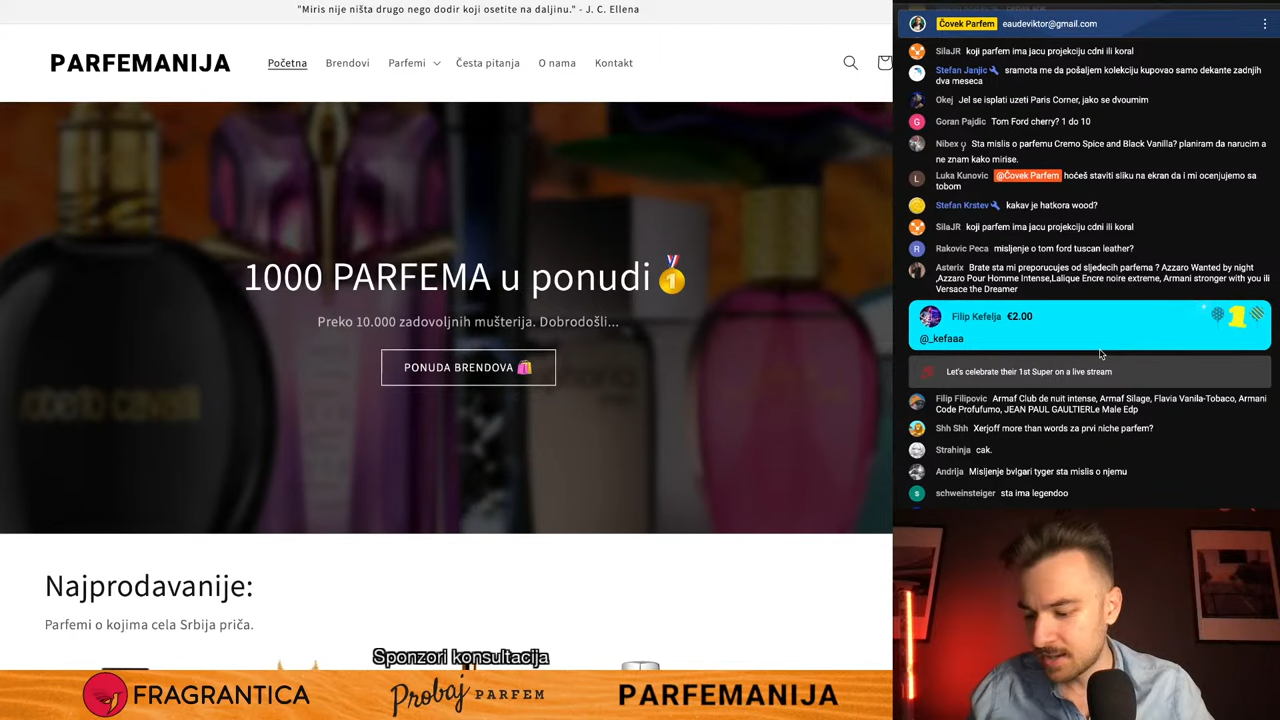 "Miris nije ništa drugo nego dodir koji osetite na daljinu." - J. C. Ellena
PARFEMANIJA
Početna
Brendovi
Parfemi
Česta pitanja
O nama
Kontakt
1000 PARFEMA u ponudi🏅
Preko 10.000 zadovoljnih mušterija. Dobrodošli...
PONUDA BRENDOVA 🛍️
roberto cavalli
Najprodavanije:
Parfemi o kojima cela Srbija priča.
Sponzori konsultacija
FRAGRANTICA
Probaj PARFEM
PARFEMANIJA
Čovek Parfem eaudeviktor@gmail.com
SilaJR koji parfem ima jacu projekciju cdni ili koral
Stefan Janjic sramota me da pošaljem kolekciju kupovao samo dekante zadnjih
dva meseca
Okej Jel se isplati uzeti Paris Corner, jako se dvoumim
Goran Pajdic Tom Ford cherry? 1 do 10
Nibex Sta mislis o parfemu Cremo Spice and Black Vanilla? planiram da narucim a
ne znam kako mirise.
Luka Kunovic @Čovek Parfem hoćeš staviti sliku na ekran da i mi ocenjujemo sa
tobom
Stefan Krstev kakav je hatkora wood?
SilaJR koji parfem ima jacu projekciju cdni ili koral
Rakovic Peca misljenje o tom ford tuscan leather?
Asterix Brate sta mi preporucujes od sljedecih parfema ? Azzaro Wanted by night
,Azzaro Pour Homme Intense,Lalique Encre noire extreme, Armani stronger with you ili
Versace the Dreamer
Filip Kefelja €2.00
@_kefaaa
1
Let's celebrate their 1st Super on a live stream
Filip Filipovic Armaf Club de nuit intense, Armaf Silage, Flavia Vanila-Tobaco, Armani
Code Profufumo, JEAN PAUL GAULTIERLe Male Edp
Shh Shh Xerjoff more than words za prvi niche parfem?
Strahinja cak.
Andrija Misljenje bvlgari tyger sta mislis o njemu
schweinsteiger sta ima legendoo